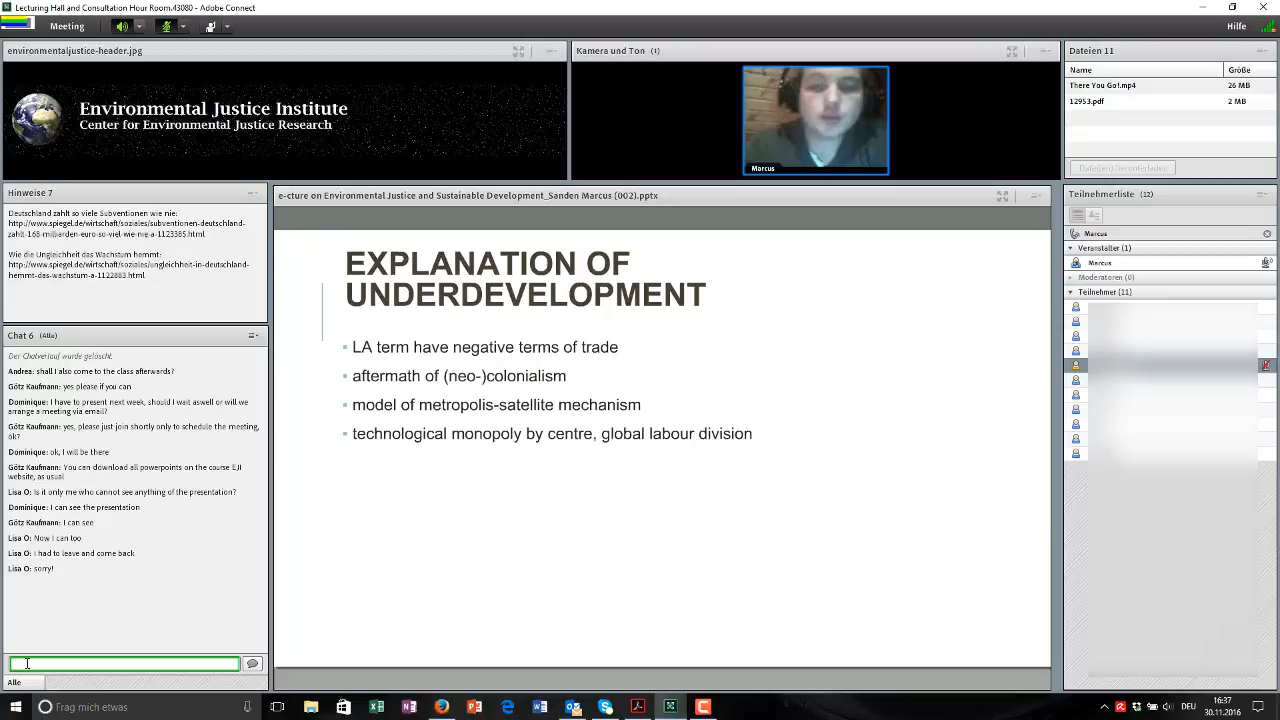 Lecturing Hall and Consultation Hour Room,43080 - Adobe Connect
Meeting
Hilfe
environmentaljustice-header.jpg
Environmental Justice Institute
Center for Environmental Justice Research
Kamera und Ton (1)
Marcus
Dateien 11
Name Größe
There You Go!.mp4 26 MB
12953.pdf 2 MB
Datei(en) herunterladen
Hinweise 7
Deutschland zahlt so viele Subventionen wie nie:
http://www.spiegel.de/wirtschaft/soziales/subventionen-deutschland-
zahlt-168-milliarden-euro-so-viel-wie-nie-a-1123385.html
Wie die Ungleichheit das Wachstum hemmt:
http://www.spiegel.de/wirtschaft/soziales/ungleichheit-in-deutschland-
hemmt-das-wachstum-a-1122883.html
Chat 6 (Alle)
Der Chatverlauf wurde gelöscht.
Andrea: shall I also come to the class afterwards?
Götz Kaufmann: yes please if you can
Dominique: I have to present next week, should I wait aswell or will we
arrange a meeting via email?
Götz Kaufmann: yes, please just join shortly only to schedule the meeting,
ok?
Dominique: ok, I will be there
Götz Kaufmann: You can download all powerpoints on the course EJI
website, as usual
Lisa O: Is it only me who cannot see anything of the presentation?
Dominique: I can see the presentation
Götz Kaufmann: I can see
Lisa O: Now I can too
Lisa O: I had to leave and come back
Lisa O: sorry!
Alle
e-cture on Environmental Justice and Sustainable Development_Sanden Marcus (002).pptx
EXPLANATION OF
UNDERDEVELOPMENT
LA term have negative terms of trade
aftermath of (neo-)colonialism
model of metropolis-satellite mechanism
technological monopoly by centre, global labour division
Teilnehmerliste (12)
Marcus
Veranstalter (1)
Marcus
Moderatoren (0)
Teilnehmer (11)
Frag mich etwas
DEU
16:37
30.11.2016